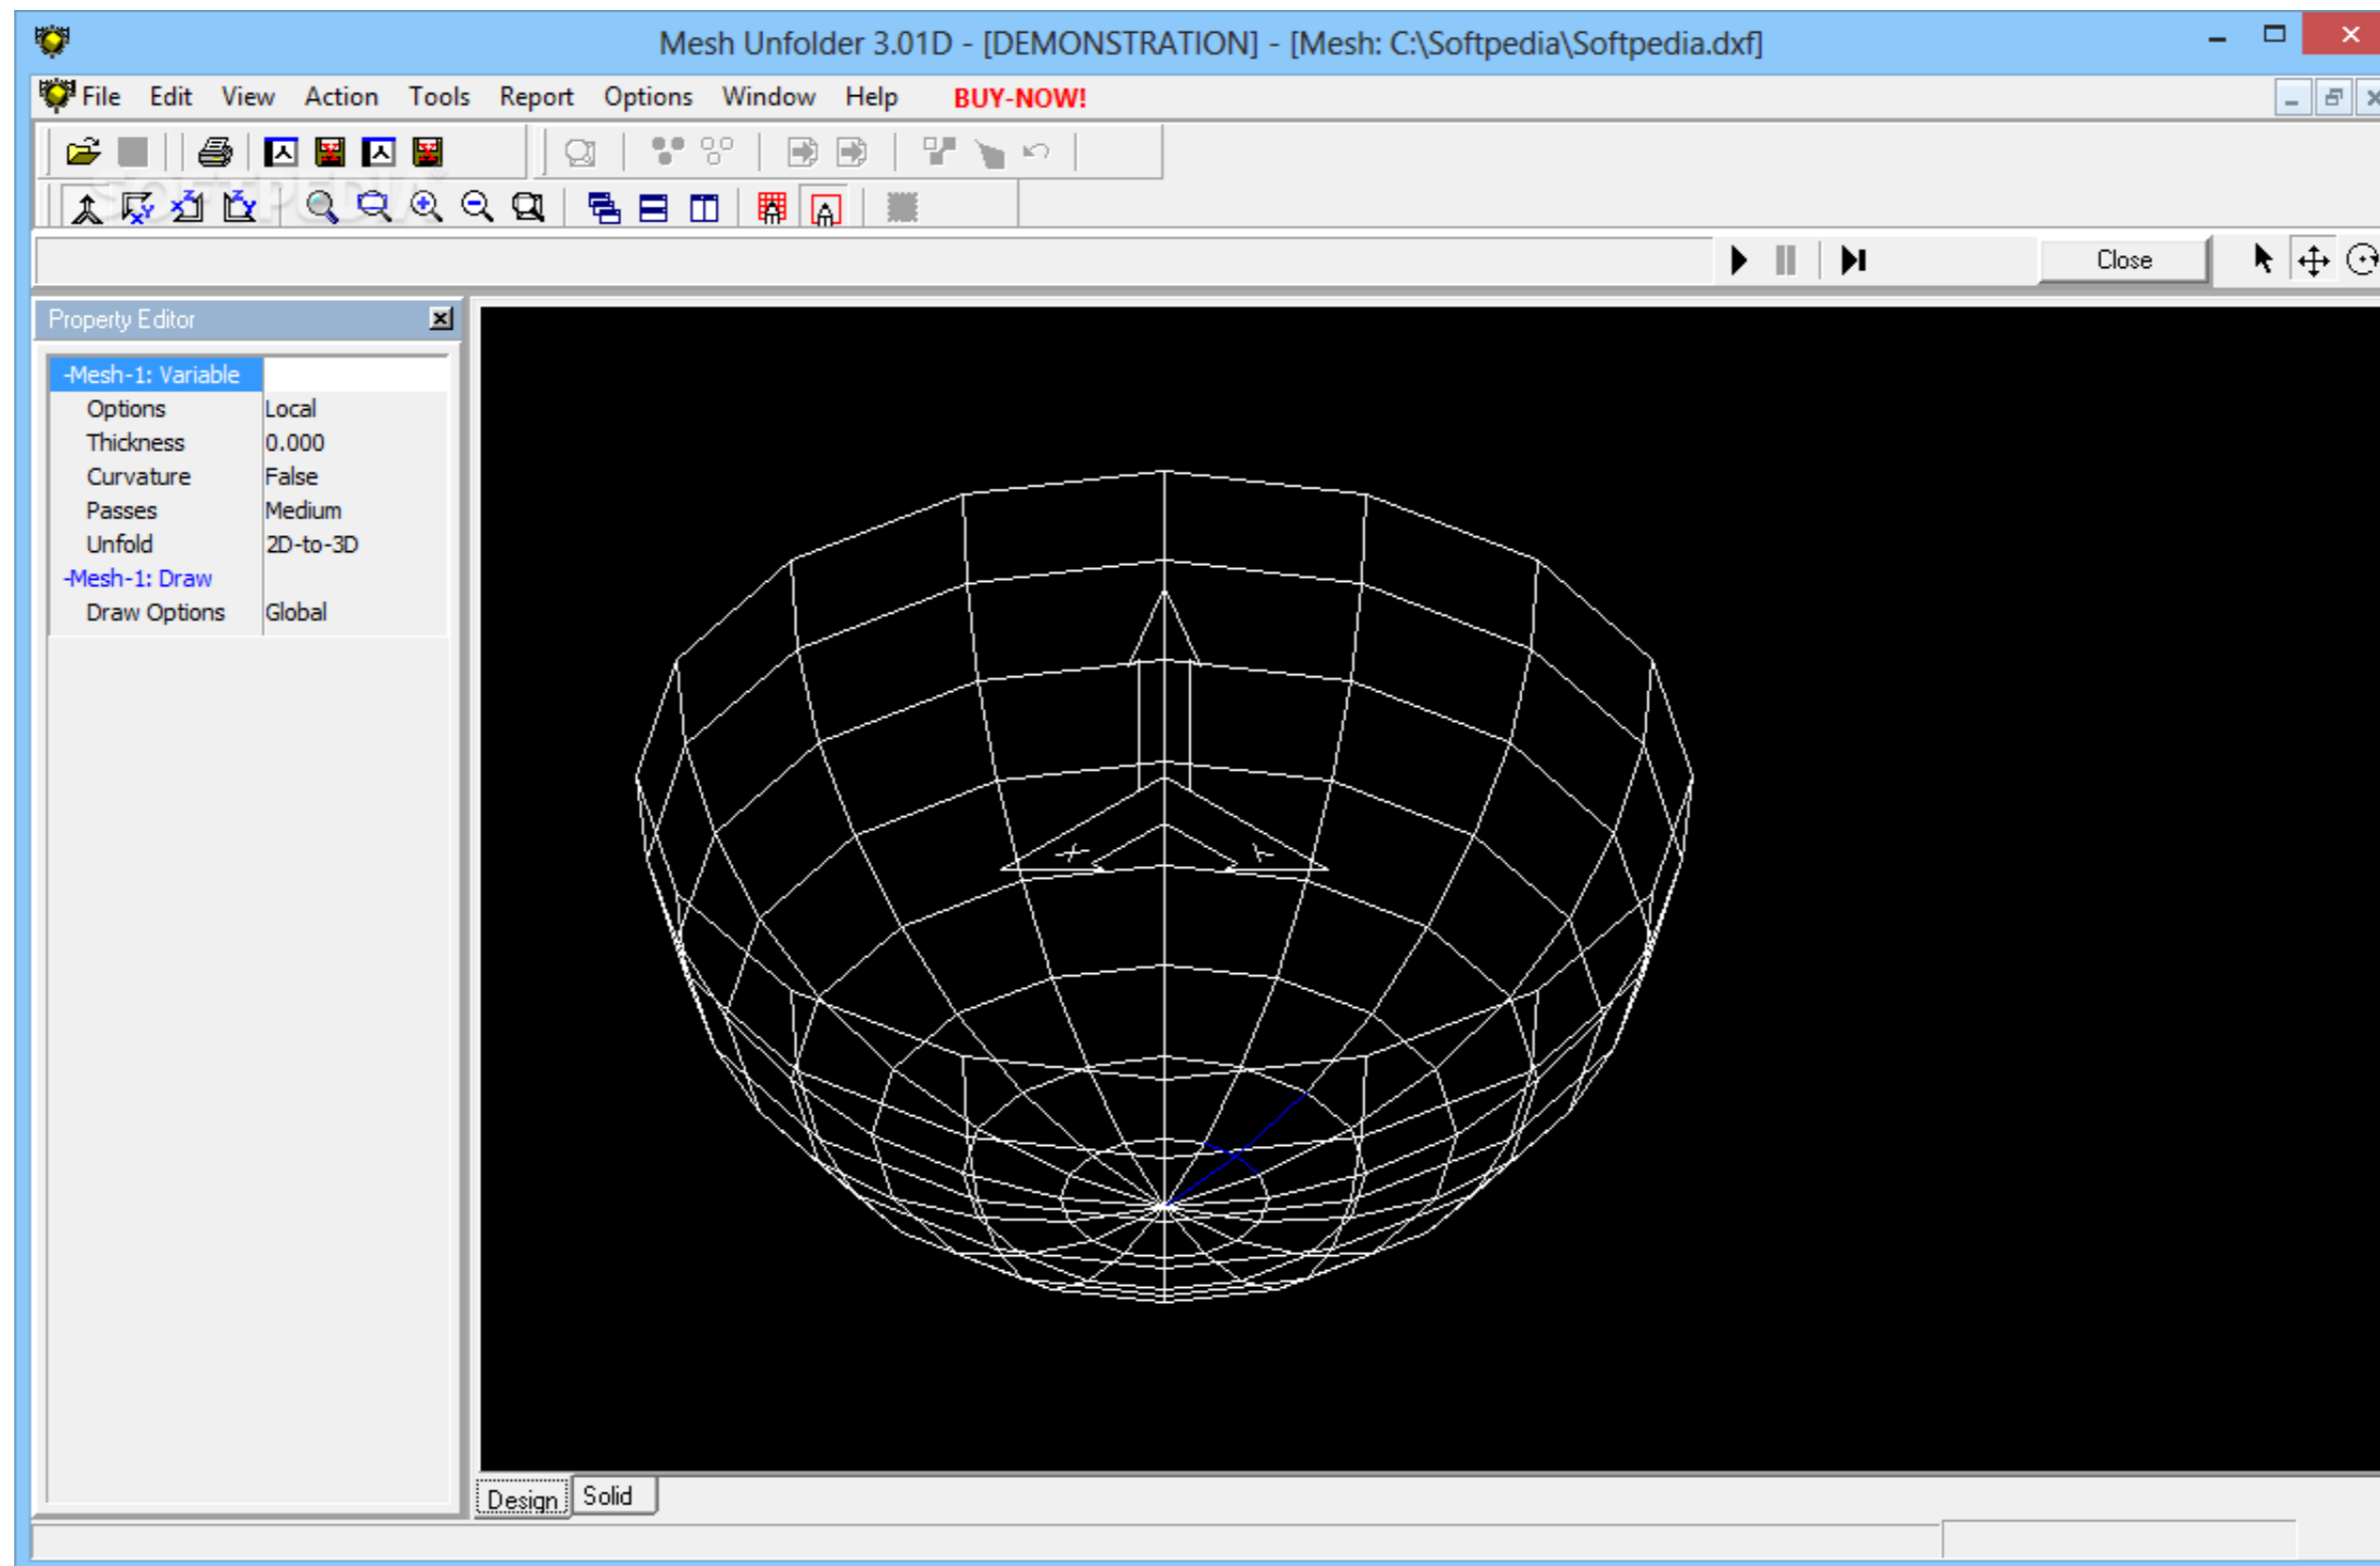 Mesh Unfolder 3.01D - [DEMONSTRATION] - [Mesh: C:\Softpedia\Softpedia.dxf]
File Edit View Action Tools Report Options Window Help BUY-NOW!
SOFTPEDIA
Close
Property Editor
-Mesh-1: Variable
Options Local
Thickness 0.000
Curvature False
Passes Medium
Unfold 2D-to-3D
-Mesh-1: Draw
Draw Options Global
X Y
Design Solid